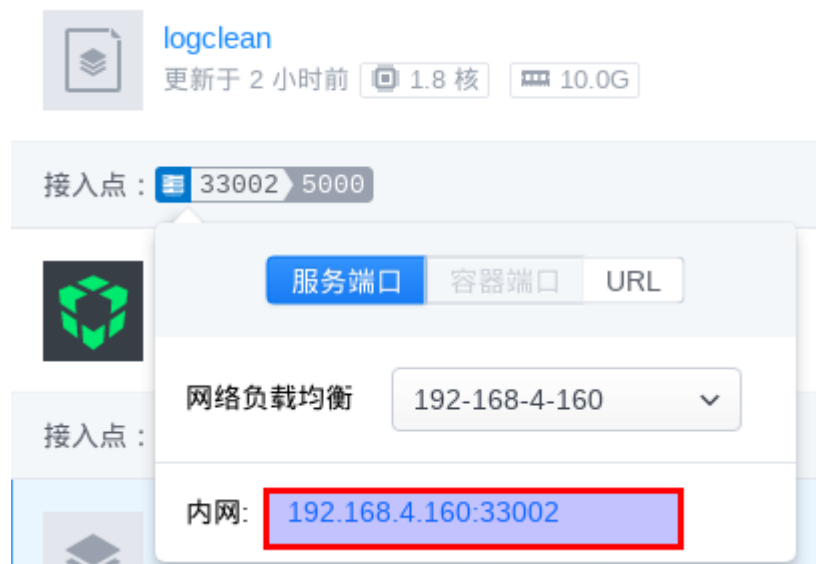 logclean
更新于 2 小时前 1.8 核 10.0G
接入点： 33002 5000
服务端口 容器端口 URL
网络负载均衡 192-168-4-160
接入点：
内网: 192.168.4.160:33002